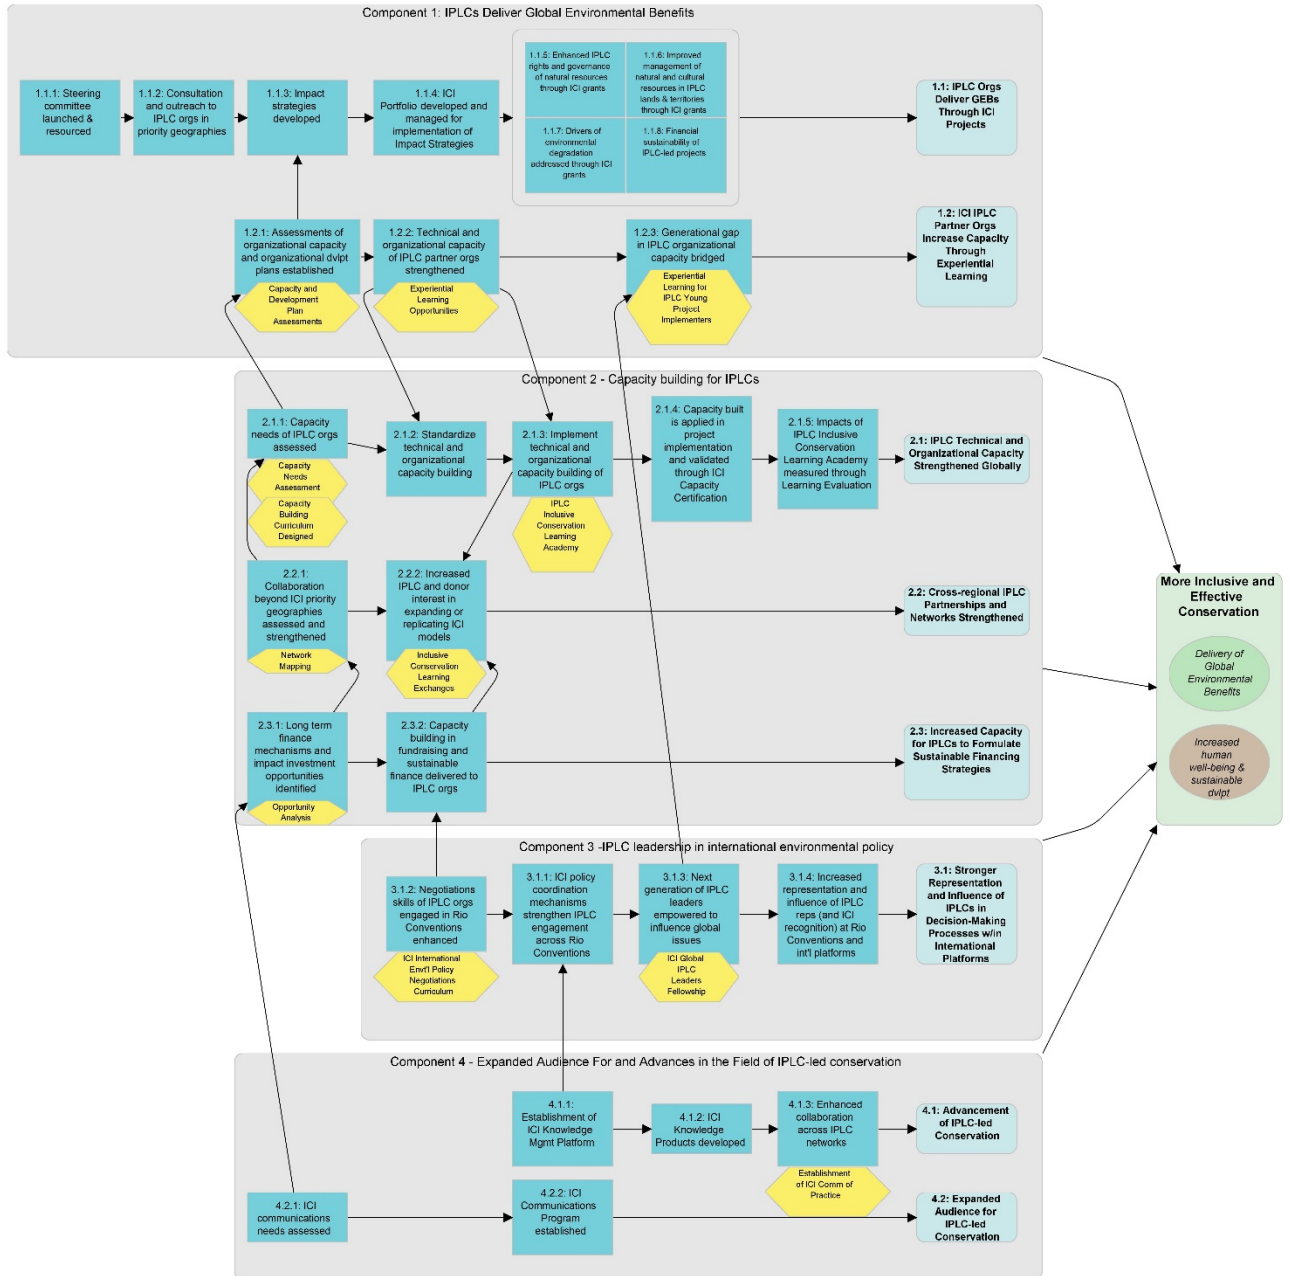 Component 1: IPLCs Deliver Global Environmental Benefits
1.1.1: Steering
committee
launched &
resourced
1.1.2: Consultation
and outreach to
IPLC orgs in
priority geographies
1.1.3: Impact
strategies
developed
1.1.4: ICI
Portfolio developed and
managed for
implementation of
Impact Strategies
1.1.5: Enhanced IPLC
rights and governance
of natural resources
through ICI grants
1.1.6: Improved
management of
natural and cultural
resources in IPLC
lands & territories
through ICI grants
1.1.7: Drivers of
environmental
degradation
addressed through ICI
grants
1.1.8: Financial
sustainability
of IPLC-led projects
1.1: IPLC Orgs
Deliver GEBs
Through ICI
Projects
1.2.1: Assessments of
organizational capacity
and organizational dvlpt
plans established
Capacity and
Development
Plan
Assessments
1.2.2: Technical and
organizational capacity
of IPLC partner orgs
strengthened
Experiential
Learning
Opportunities
1.2.3: Generational gap
in IPLC organizational
capacity bridged
Experiential
Learning for
IPLC Young
Project
Implementers
1.2: ICI IPLC
Partner Orgs
Increase Capacity
Through
Experiential
Learning
Component 2 - Capacity building for IPLCs
2.1.1: Capacity
needs of IPLC orgs
assessed
Capacity
Needs
Assessment
Capacity
Building
Curriculum
Designed
2.1.2: Standardize
technical and
organizational
capacity building
2.1.3: Implement
technical and
organizational
capacity building of
IPLC orgs
IPLC
Inclusive
Conservation
Learning
Academy
2.1.4: Capacity built
is applied in
project
implementation
and validated
through ICI
Capacity
Certification
2.1.5: Impacts of
IPLC Inclusive
Conservation
Learning Academy
measured through
Learning Evaluation
2.1: IPLC Technical and
Organizational Capacity
Strengthened Globally
2.2.1:
Collaboration
beyond ICI priority
geographies
assessed and
strengthened
Network
Mapping
2.2.2: Increased
IPLC and donor
interest in
expanding or
replicating ICI
models
Inclusive
Conservation
Learning
Exchanges
2.2: Cross-regional IPLC
Partnerships and
Networks Strengthened
2.3.1: Long term
finance
mechanisms and
impact investment
opportunities
identified
Opportunity
Analysis
2.3.2: Capacity
building in
fundraising and
sustainable
finance delivered to
IPLC orgs
2.3: Increased Capacity
for IPLCs to Formulate
Sustainable Financing
Strategies
More Inclusive and
Effective
Conservation
Delivery of
Global
Environmental
Benefits
Increased
human
well-being &
sustainable
dvlpt
Component 3 -IPLC leadership in international environmental policy
3.1.2: Negotiations
skills of IPLC orgs
engaged in Rio
Conventions
enhanced
ICI International
Envt'l Policy
Negotiations
Curriculum
3.1.1: ICI policy
coordination
mechanisms
strengthen IPLC
engagement
across Rio
Conventions
3.1.3: Next
generation of IPLC
leaders
empowered to
influence global
issues
ICI Global
IPLC
Leaders
Fellowship
3.1.4: Increased
representation and
influence of IPLC
reps (and ICI
recognition) at Rio
Conventions and
int'l platforms
3.1: Stronger
Representation
and Influence
of IPLCs in
Decision-Making
Processes w/in
International
Platforms
Component 4 - Expanded Audience For and Advances in the Field of IPLC-led conservation
4.1.1:
Establishment of
ICI Knowledge
Mgmt Platform
4.1.2: ICI
Knowledge
Products developed
4.1.3: Enhanced
collaboration
across IPLC
networks
Establishment
of ICI Comm of
Practice
4.1: Advancement
of IPLC-led
Conservation
4.2.1: ICI
communications
needs assessed
4.2.2: ICI
Communications
Program
established
4.2: Expanded
Audience for
IPLC-led
Conservation